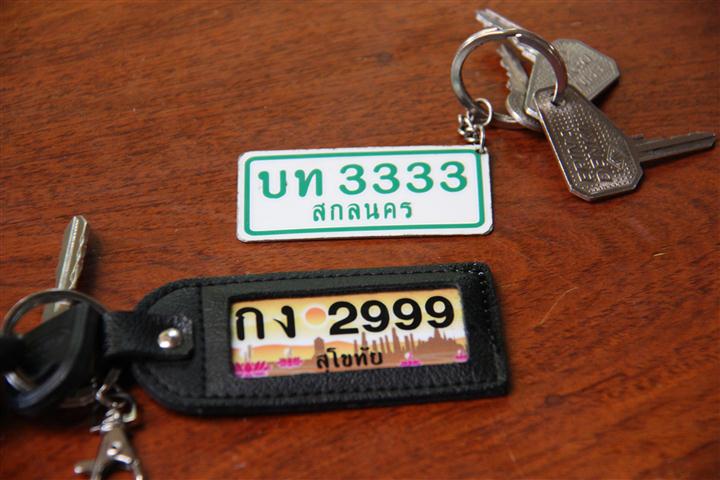 บท 3333
สกลนคร
กง 2999
สุโขทัย